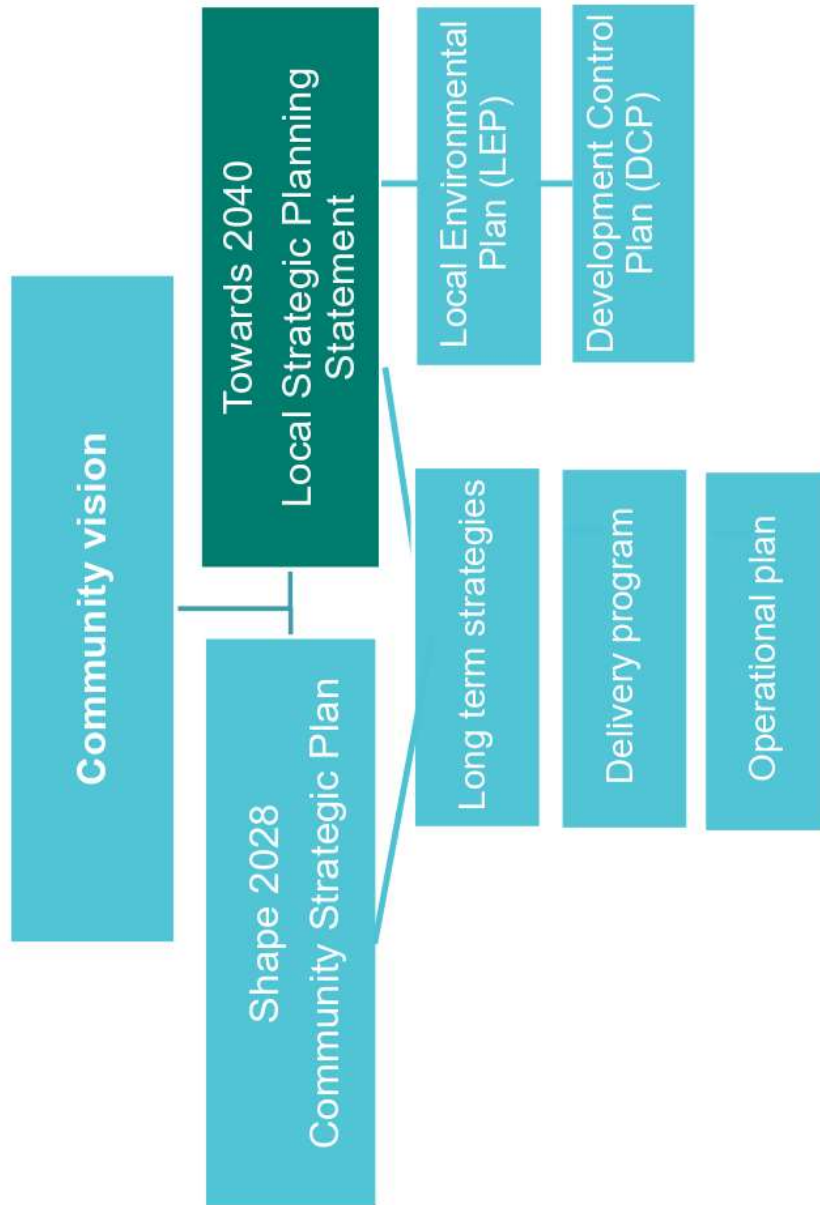 Community vision
Shape 2028
Community Strategic Plan
Towards 2040
Local Strategic Planning
Statement
Long term strategies
Delivery program
Operational plan
Local Environmental
Plan (LEP)
Development Control
Plan (DCP)